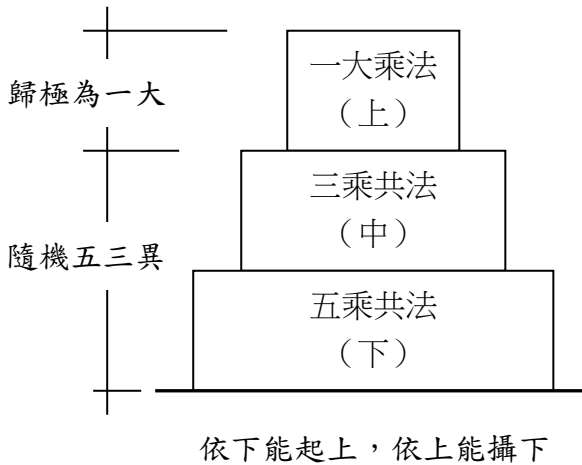 一大乘法
（上）
歸極為一大
三乘共法
（中）
隨機五三異
五乘共法
（下）
依下能起上，依上能攝下